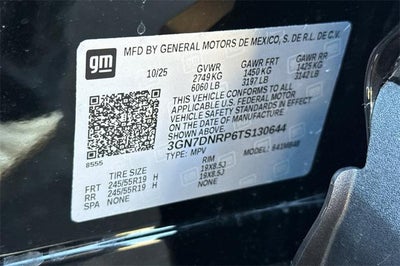 gm
MFD BY GENERAL MOTORS DE MEXICO, S. DE R.L. DE C.V.
10/25 GVWR GAWR FRT GAWR RR
2749 KG 1450 KG 1425 KG
6060 LB 3197 LB 3142 LB
THIS VEHICLE CONFORMS TO ALL
APPLICABLE U.S. FEDERAL MOTOR
VEHICLE SAFETY STANDARDS IN EFFECT
ON THE DATE OF MANUFACTURE SHOWN ABOVE.
3GN7DNRP6TS130644
8555 TYPE: MPV MODEL:
TIRE SIZE RIM
FRT 245/55R19 H 19X8.5J
RR 245/55R19 H 19X8.5J
SPA NONE NONE